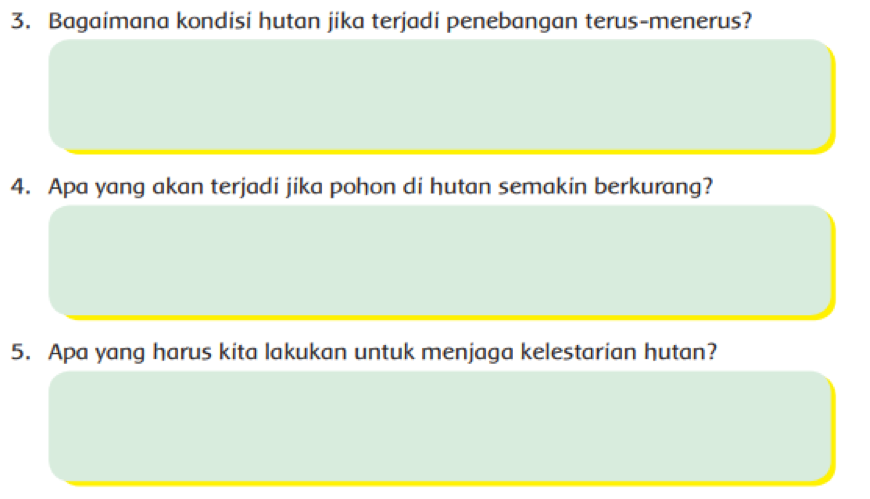 3. Bagaimana kondisi hutan jika terjadi penebangan terus-menerus?
4. Apa yang akan terjadi jika pohon di hutan semakin berkurang?
5. Apa yang harus kita lakukan untuk menjaga kelestarian hutan?